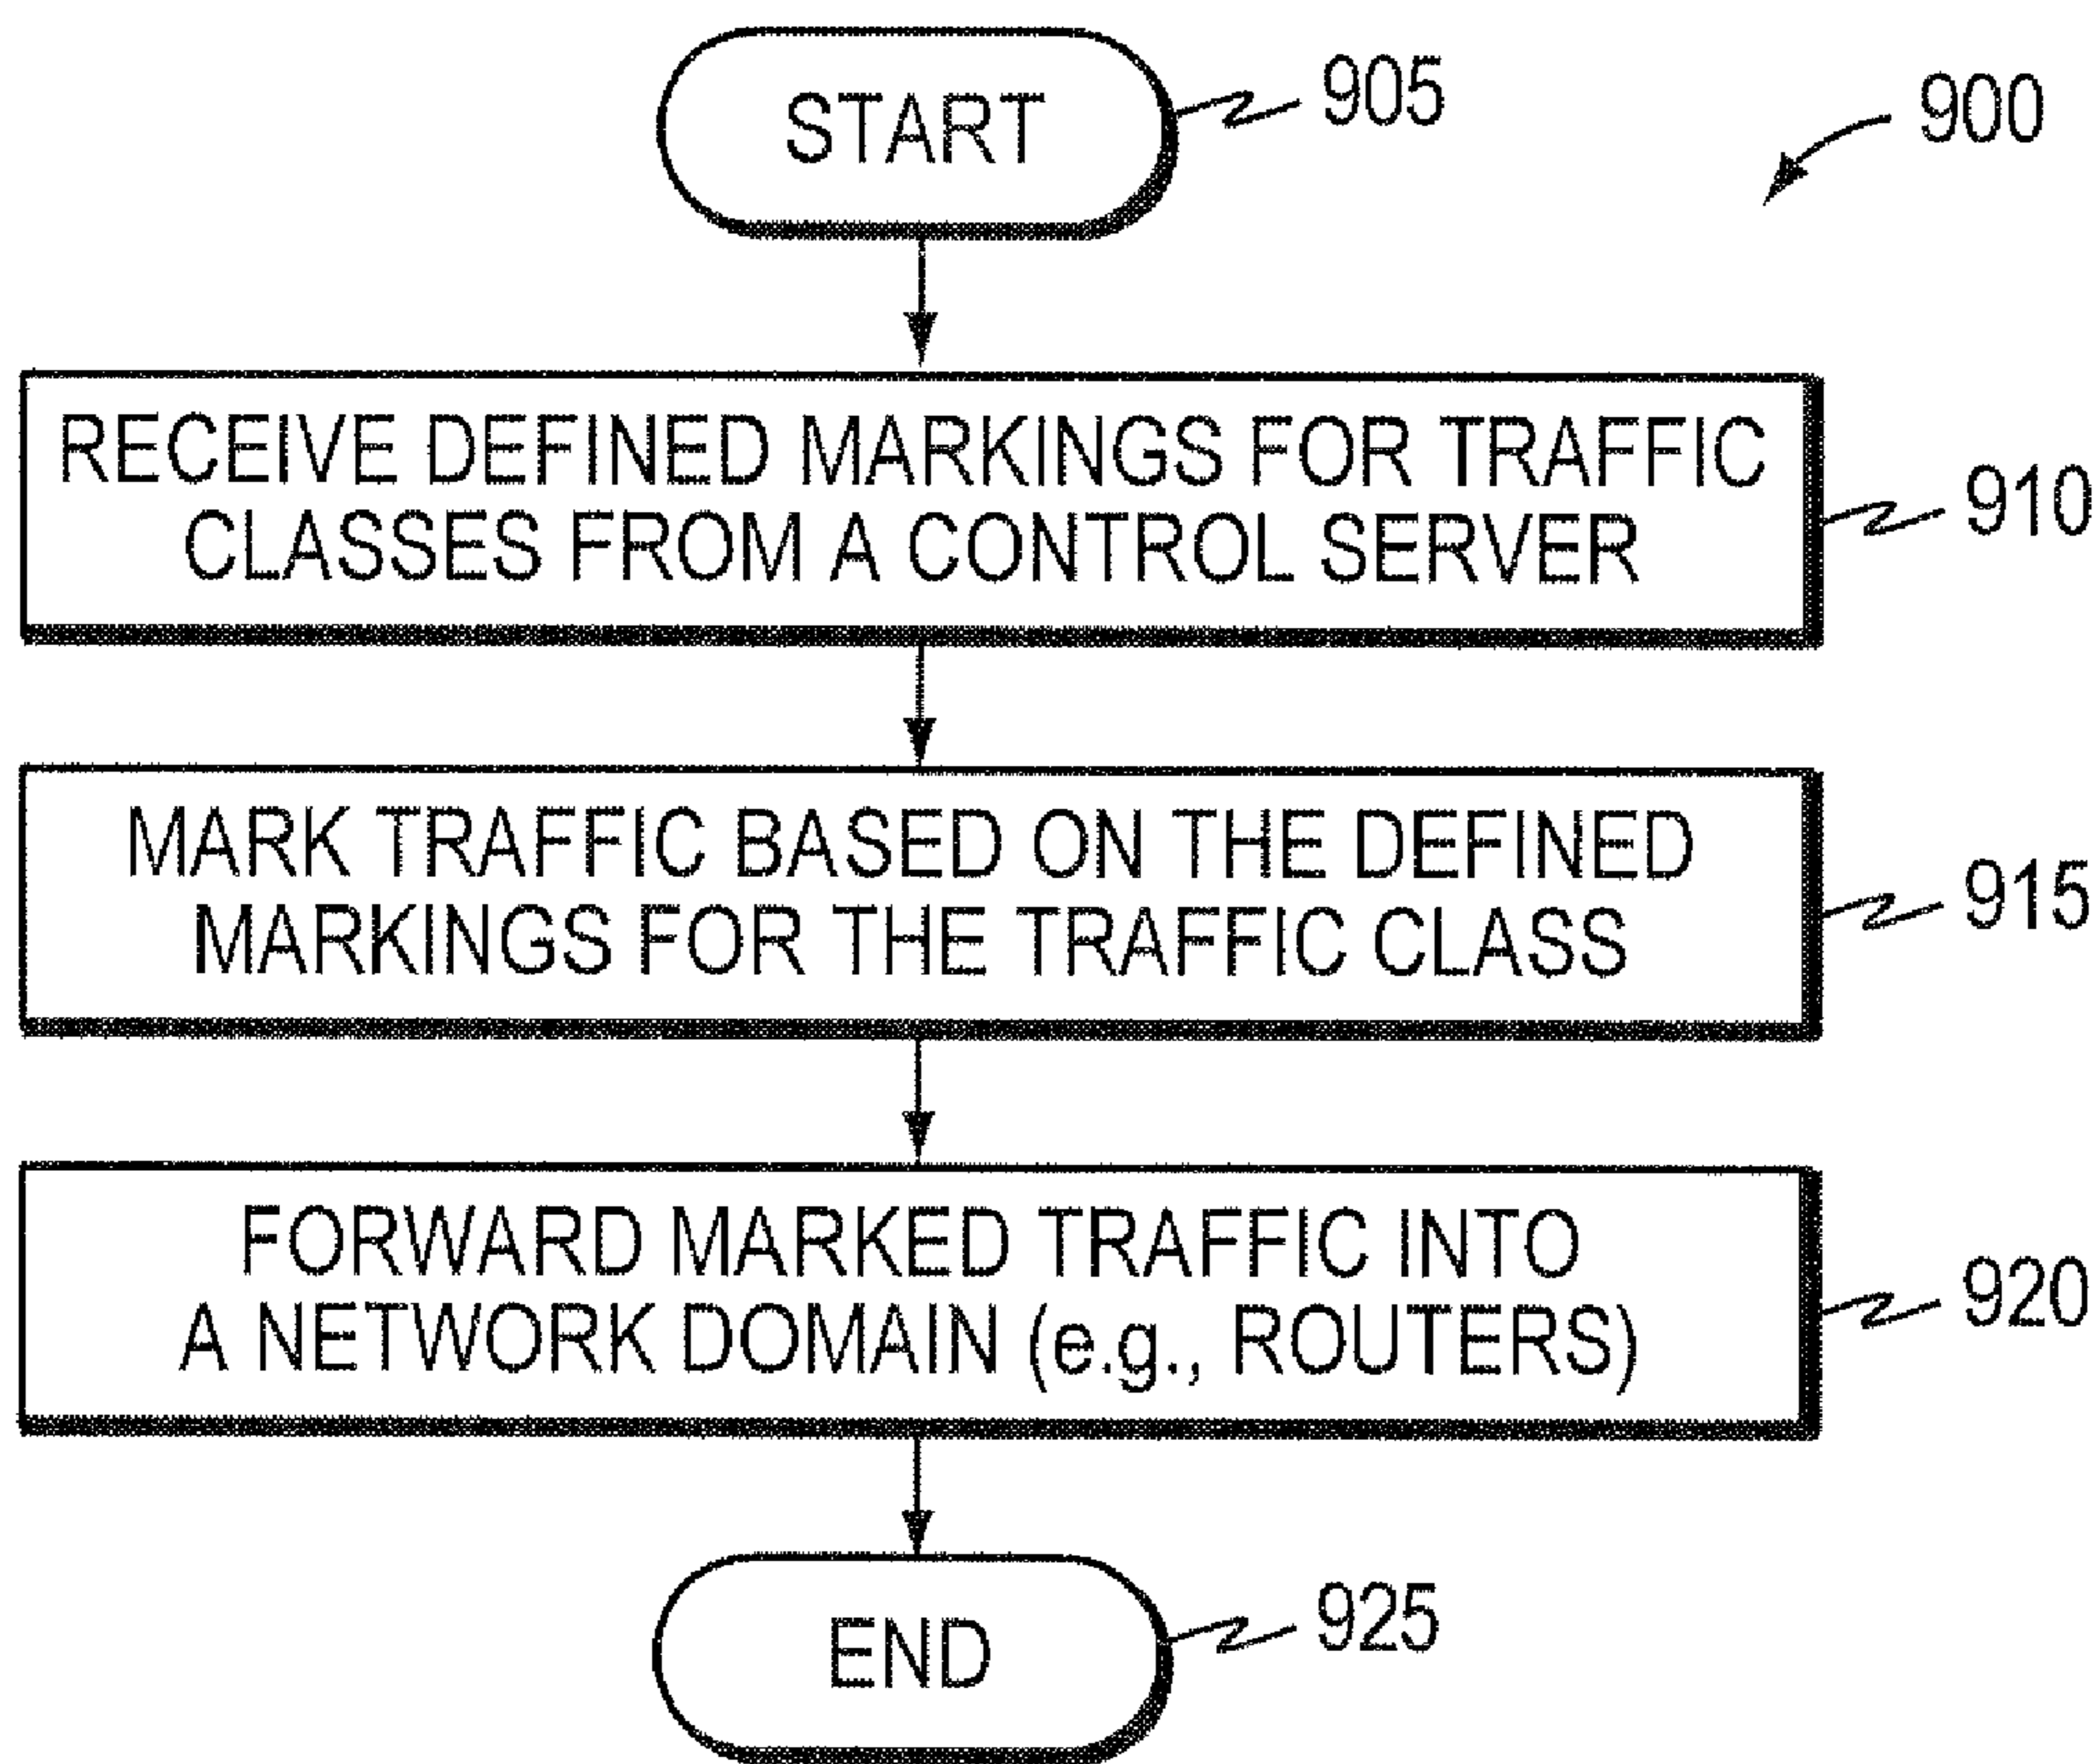 START
905
900
RECEIVE DEFINED MARKINGS FOR TRAFFIC
CLASSES FROM A CONTROL SERVER
910
MARK TRAFFIC BASED ON THE DEFINED
MARKINGS FOR THE TRAFFIC CLASS
915
FORWARD MARKED TRAFFIC INTO
A NETWORK DOMAIN (e.g., ROUTERS)
920
END
925